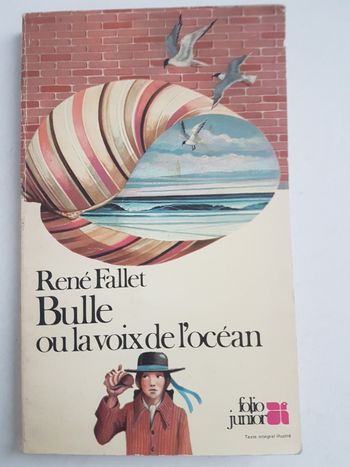 René Fallet
Bulle
ou la voix de l'océan
folio
junior
Texte intégral illustré